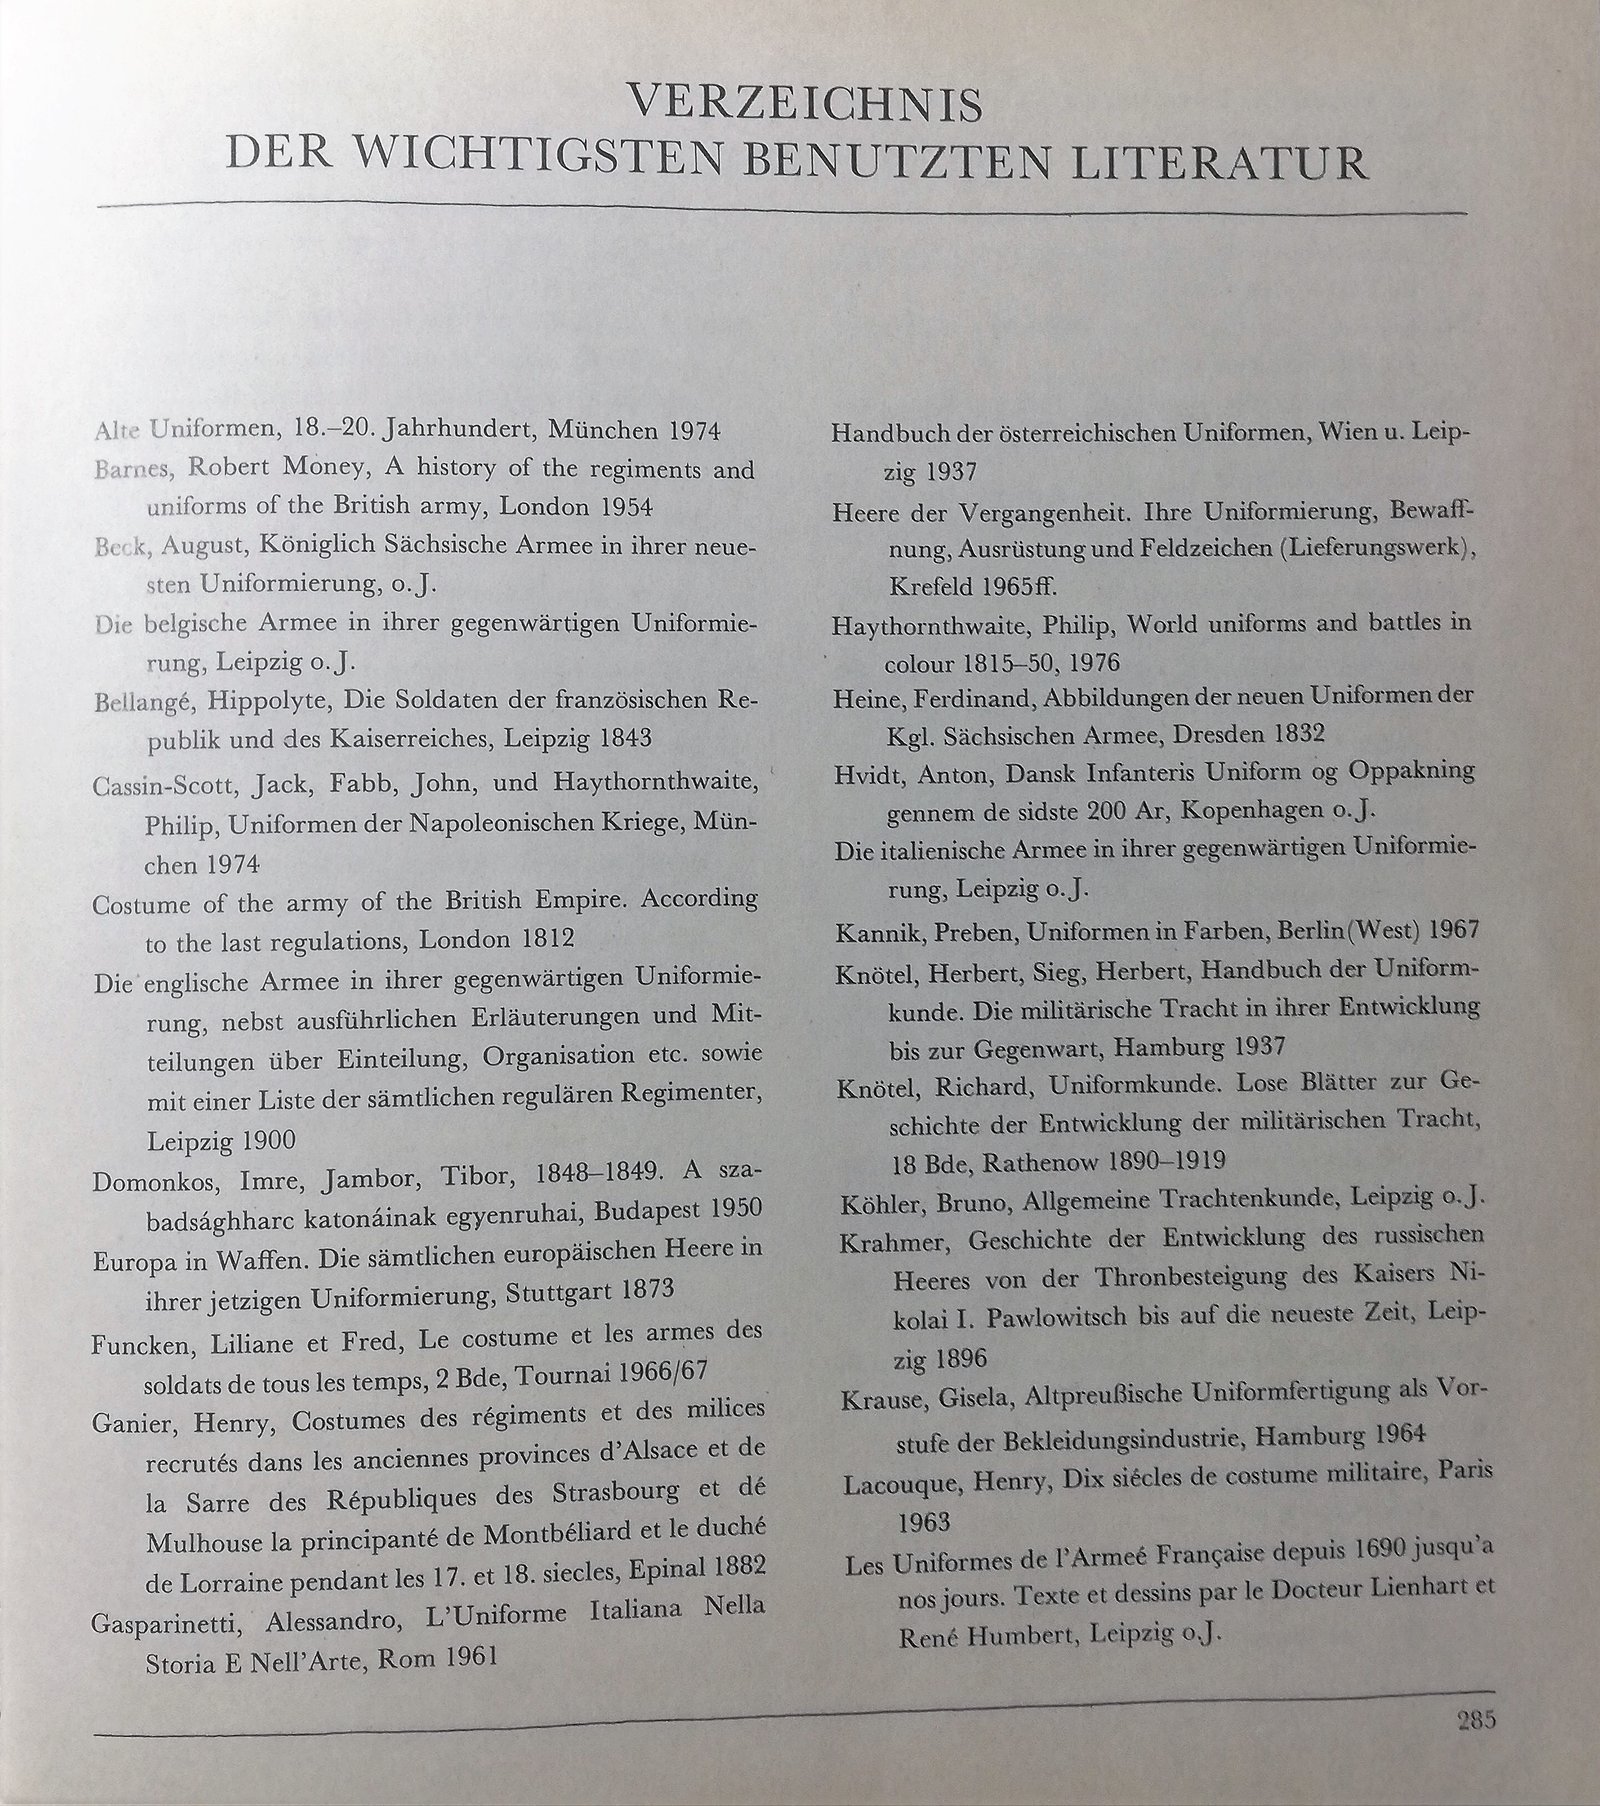 VERZEICHNIS
DER WICHTIGSTEN BENUTZTEN LITERATUR
Alte Uniformen, 18.–20. Jahrhundert, München 1974
Barnes, Robert Money, A history of the regiments and
uniforms of the British army, London 1954
Beck, August, Königlich Sächsische Armee in ihrer neue-
sten Uniformierung, o. J.
Die belgische Armee in ihrer gegenwärtigen Uniformie-
rung, Leipzig o. J.
Bellangé, Hippolyte, Die Soldaten der französischen Re-
publik und des Kaiserreiches, Leipzig 1843
Cassin-Scott, Jack, Fabb, John, und Haythornthwaite,
Philip, Uniformen der Napoleonischen Kriege, Mün-
chen 1974
Costume of the army of the British Empire. According
to the last regulations, London 1812
Die englische Armee in ihrer gegenwärtigen Uniformie-
rung, nebst ausführlichen Erläuterungen und Mit-
teilungen über Einteilung, Organisation etc. sowie
mit einer Liste der sämtlichen regulären Regimenter,
Leipzig 1900
Domonkos, Imre, Jambor, Tibor, 1848–1849. A sza-
badsághharc katonáinak egyenruhai, Budapest 1950
Europa in Waffen. Die sämtlichen europäischen Heere in
ihrer jetzigen Uniformierung, Stuttgart 1873
Funcken, Liliane et Fred, Le costume et les armes des
soldats de tous les temps, 2 Bde, Tournai 1966/67
Ganier, Henry, Costumes des régiments et des milices
recrutés dans les anciennes provinces d'Alsace et de
la Sarre des Républiques des Strasbourg et dé
Mulhouse la principanté de Montbéliard et le duché
de Lorraine pendant les 17. et 18. siecles, Epinal 1882
Gasparinetti, Alessandro, L'Uniforme Italiana Nella
Storia E Nell'Arte, Rom 1961
Handbuch der österreichischen Uniformen, Wien u. Leip-
zig 1937
Heere der Vergangenheit. Ihre Uniformierung, Bewaff-
nung, Ausrüstung und Feldzeichen (Lieferungswerk),
Krefeld 1965ff.
Haythornthwaite, Philip, World uniforms and battles in
colour 1815–50, 1976
Heine, Ferdinand, Abbildungen der neuen Uniformen der
Kgl. Sächsischen Armee, Dresden 1832
Hvidt, Anton, Dansk Infanteris Uniform og Oppakning
gennem de sidste 200 Ar, Kopenhagen o. J.
Die italienische Armee in ihrer gegenwärtigen Uniformie-
rung, Leipzig o. J.
Kannik, Preben, Uniformen in Farben, Berlin(West) 1967
Knötel, Herbert, Sieg, Herbert, Handbuch der Uniform-
kunde. Die militärische Tracht in ihrer Entwicklung
bis zur Gegenwart, Hamburg 1937
Knötel, Richard, Uniformkunde. Lose Blätter zur Ge-
schichte der Entwicklung der militärischen Tracht,
18 Bde, Rathenow 1890–1919
Köhler, Bruno, Allgemeine Trachtenkunde, Leipzig o. J.
Krahmer, Geschichte der Entwicklung des russischen
Heeres von der Thronbesteigung des Kaisers Ni-
kolai I. Pawlowitsch bis auf die neueste Zeit, Leip-
zig 1896
Krause, Gisela, Altpreußische Uniformfertigung als Vor-
stufe der Bekleidungsindustrie, Hamburg 1964
Lacouque, Henry, Dix siécles de costume militaire, Paris
1963
Les Uniformes de l'Armeé Française depuis 1690 jusqu'a
nos jours. Texte et dessins par le Docteur Lienhart et
René Humbert, Leipzig o. J.
285